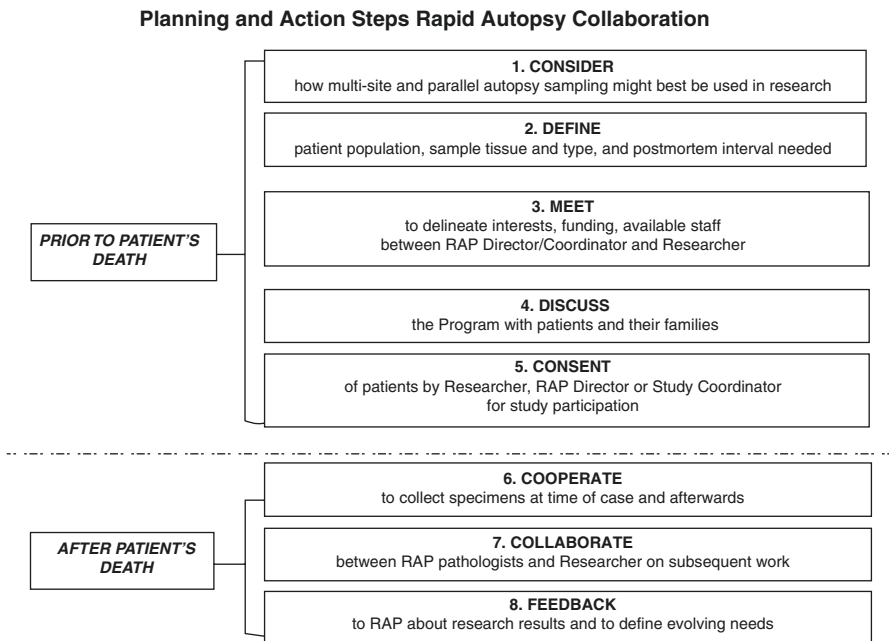 Planning and Action Steps Rapid Autopsy Collaboration
1. CONSIDER
how multi-site and parallel autopsy sampling might best be used in research
2. DEFINE
patient population, sample tissue and type, and postmortem interval needed
3. MEET
to delineate interests, funding, available staff
between RAP Director/Coordinator and Researcher
PRIOR TO PATIENT'S
DEATH
4. DISCUSS
the Program with patients and their families
5. CONSENT
of patients by Researcher, RAP Director or Study Coordinator
for study participation
6. COOPERATE
to collect specimens at time of case and afterwards
AFTER PATIENT'S
DEATH
7. COLLABORATE
between RAP pathologists and Researcher on subsequent work
8. FEEDBACK
to RAP about research results and to define evolving needs